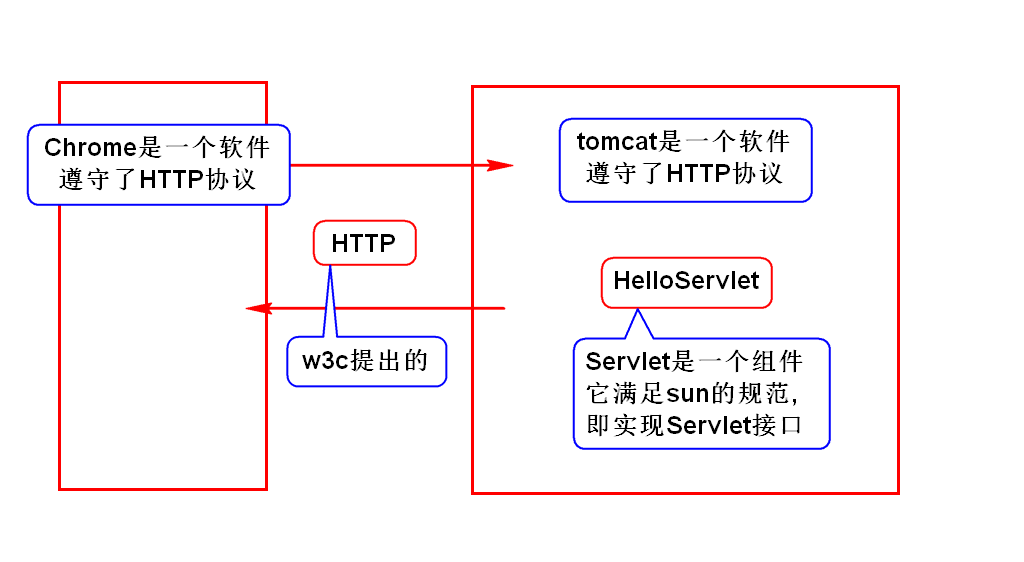 Chrome是一个软件
遵守了HTTP协议
tomcat是一个软件
遵守了HTTP协议
HTTP
w3c提出的
HelloServlet
Servlet是一个组件
它满足sun的规范,
即实现Servlet接口